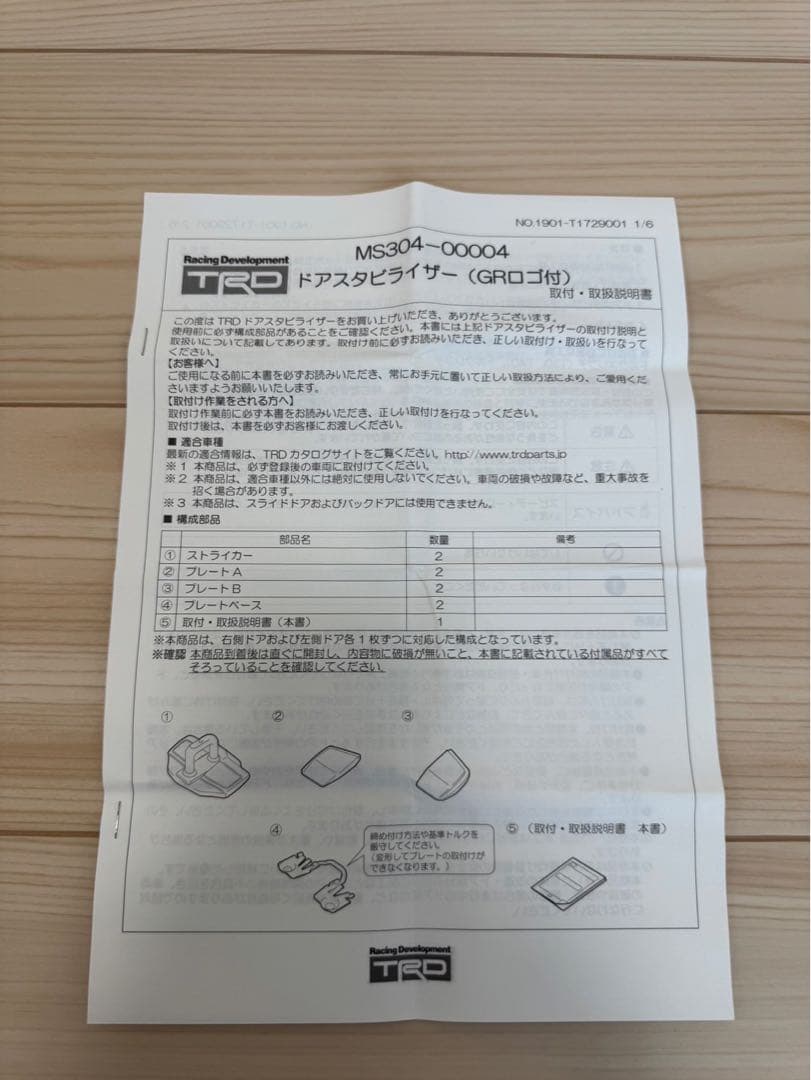 NO.1901-T1729001 1/6
Racing Development
TRD
MS304-00004
ドアスタビライザー（GRロゴ付）
取付・取扱説明書
この度は TRD ドアスタビライザーをお買い上げいただき、ありがとうございます。
使用前に必ず構成部品があることをご確認ください。本書には上記ドアスタビライザーの取付け説明と
取扱いについて記載してあります。取付け前に必ずお読みいただき、正しい取付け・取扱いを行なって
ください。
【お客様へ】
ご使用になる前に本書を必ずお読みいただき、常にお手元に置いて正しい取扱方法により、ご愛用くだ
さいますようお願いいたします。
【取付け作業をされる方へ】
取付け作業前に必ず本書をお読みいただき、正しい取付けを行なってください。
取付け後は、本書を必ずお客様にお渡しください。
■ 適合車種
最新の適合情報は、TRD カタログサイトをご覧ください。http://www.trdparts.jp
※１ 本商品は、必ず登録後の車両に取付けてください。
※２ 本商品は、適合車種以外には絶対に使用しないでください。車両の破損や故障など、重大事故を
招く場合があります。
※３ 本商品は、スライドドアおよびバックドアには使用できません。
■ 構成部品
部品名 数量 備考
① ストライカー 2
② プレートA 2
③ プレートB 2
④ プレートベース 2
⑤ 取付・取扱説明書（本書） 1
※本商品は、右側ドアおよび左側ドア各１枚ずつに対応した構成となっています。
※確認 本商品到着後は直ぐに開封し、内容物に破損が無いこと、本書に記載されている付属品がすべて
そろっていることを確認してください。
① ② ③
④
締め付け方法や基準トルクを
厳守してください。
（変形してプレートの取付けが
できなくなります。）
⑤ （取付・取扱説明書 本書）
Racing Development
TRD